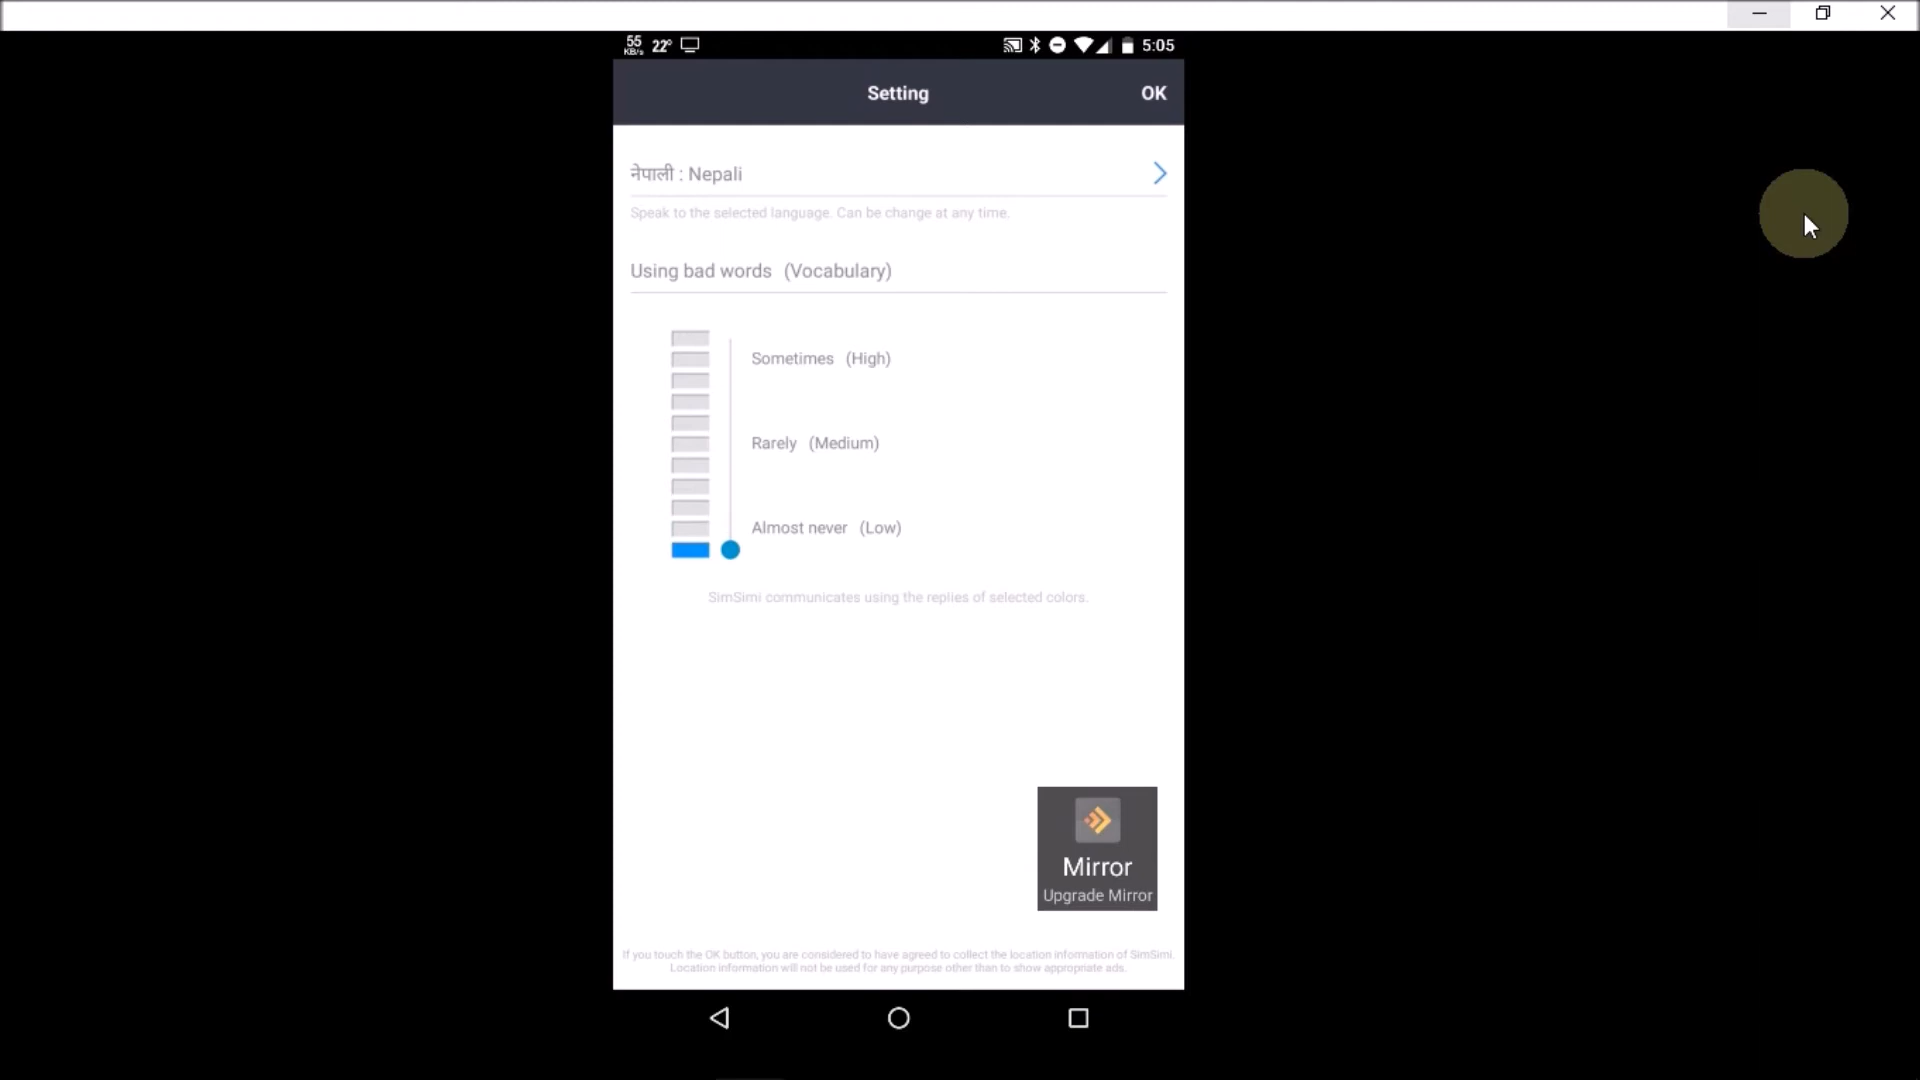 55
KB/s 22° 5:05
Setting OK
नेपाली : Nepali
Speak to the selected language. Can be change at any time.
Using bad words (Vocabulary)
Sometimes (High)
Rarely (Medium)
Almost never (Low)
SimSimi communicates using the replies of selected colors.
Mirror
Upgrade Mirror
If you touch the OK button, you are considered to have agreed to collect the location information of SimSimi.
Location information will not be used for any purpose other than to show appropriate ads.